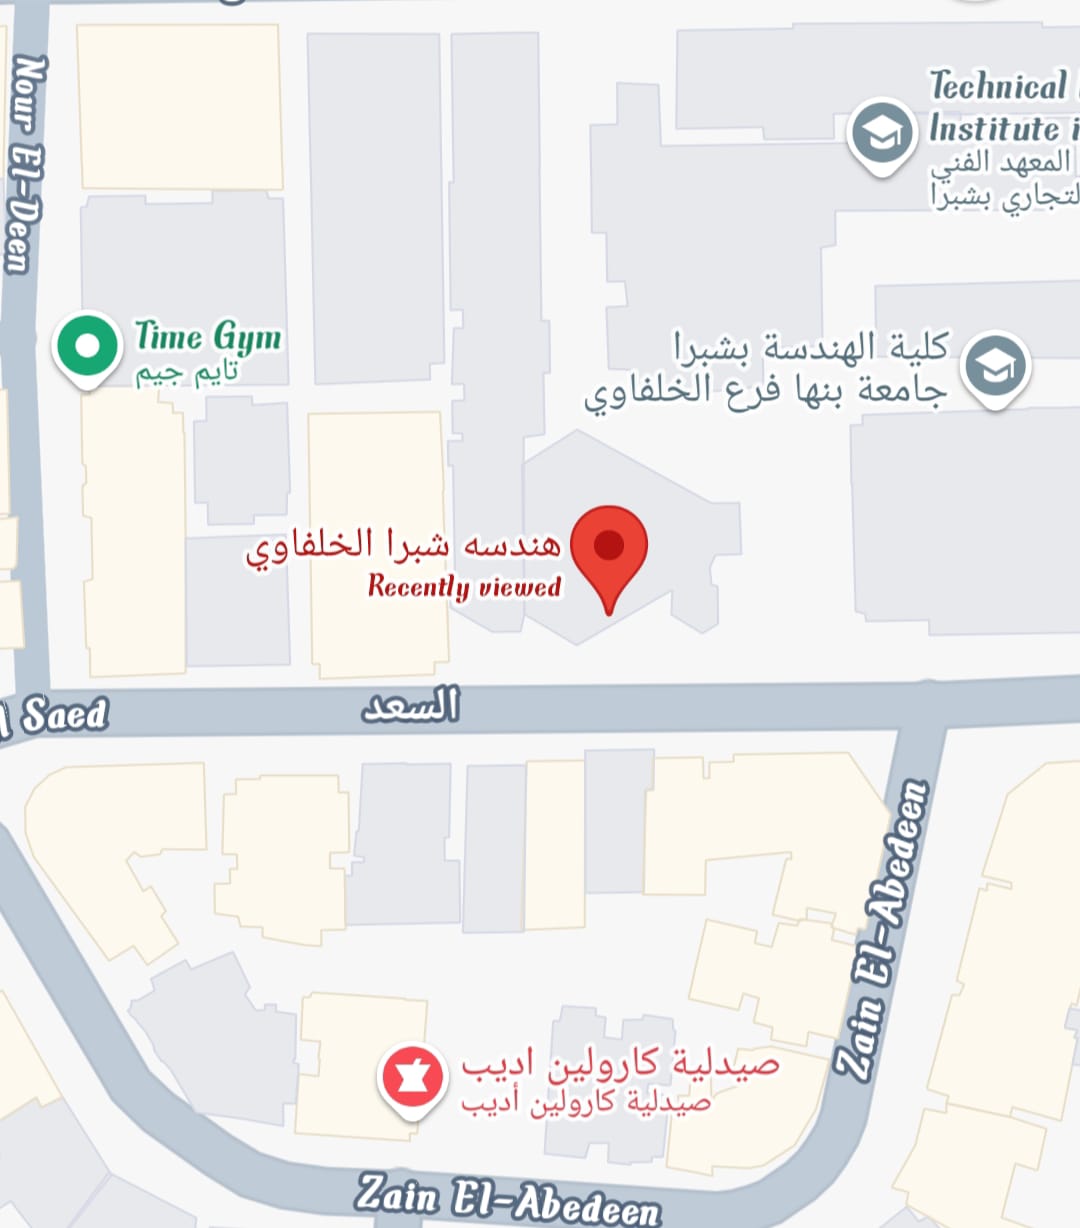 Nour El-Deen
Technical
Institute
المعهد الفني
لتجاري بشبرا
Time Gym
تايم جيم
كلية الهندسة بشبرا
جامعة بنها فرع الخلفاوي
هندسه شبرا الخلفاوي
Recently viewed
Saed
السعد
Zain El-Abedeen
صيدلية كارولين اديب
صيدلية كارولين أديب
Zain El-Abedeen